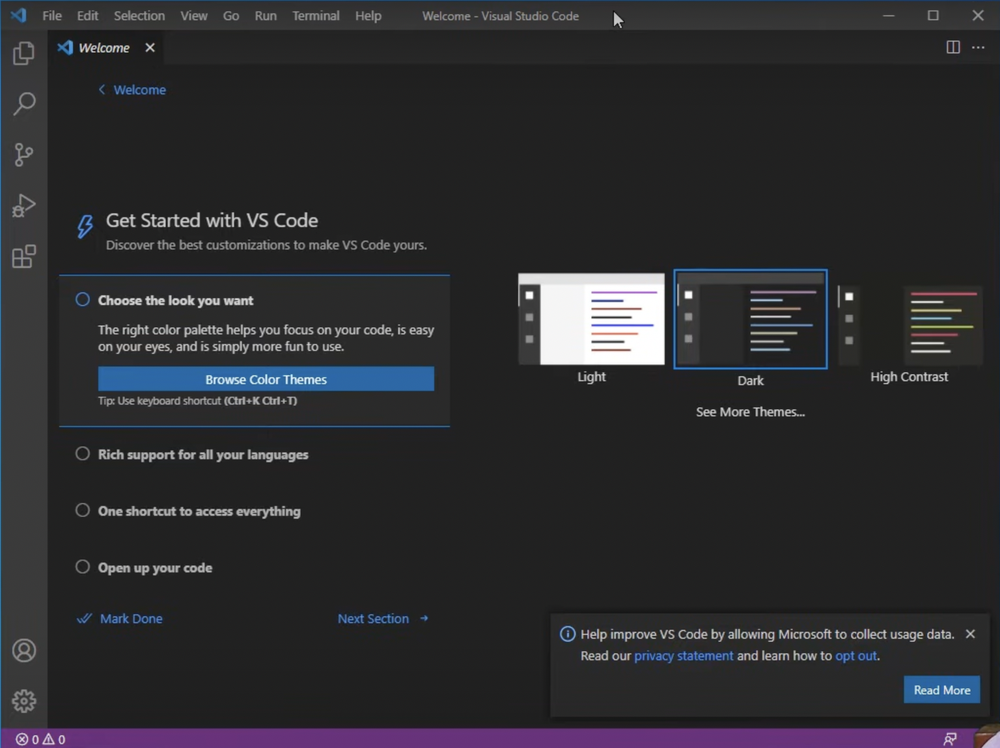 File Edit Selection View Go Run Terminal Help Welcome - Visual Studio Code
Welcome
Welcome
Get Started with VS Code
Discover the best customizations to make VS Code yours.
Choose the look you want
The right color palette helps you focus on your code, is easy
on your eyes, and is simply more fun to use.
Browse Color Themes
Tip: Use keyboard shortcut (Ctrl+K Ctrl+T)
Rich support for all your languages
One shortcut to access everything
Open up your code
Mark Done
Next Section
Light
Dark
High Contrast
See More Themes...
Help improve VS Code by allowing Microsoft to collect usage data.
Read our privacy statement and learn how to opt out.
Read More
0 0